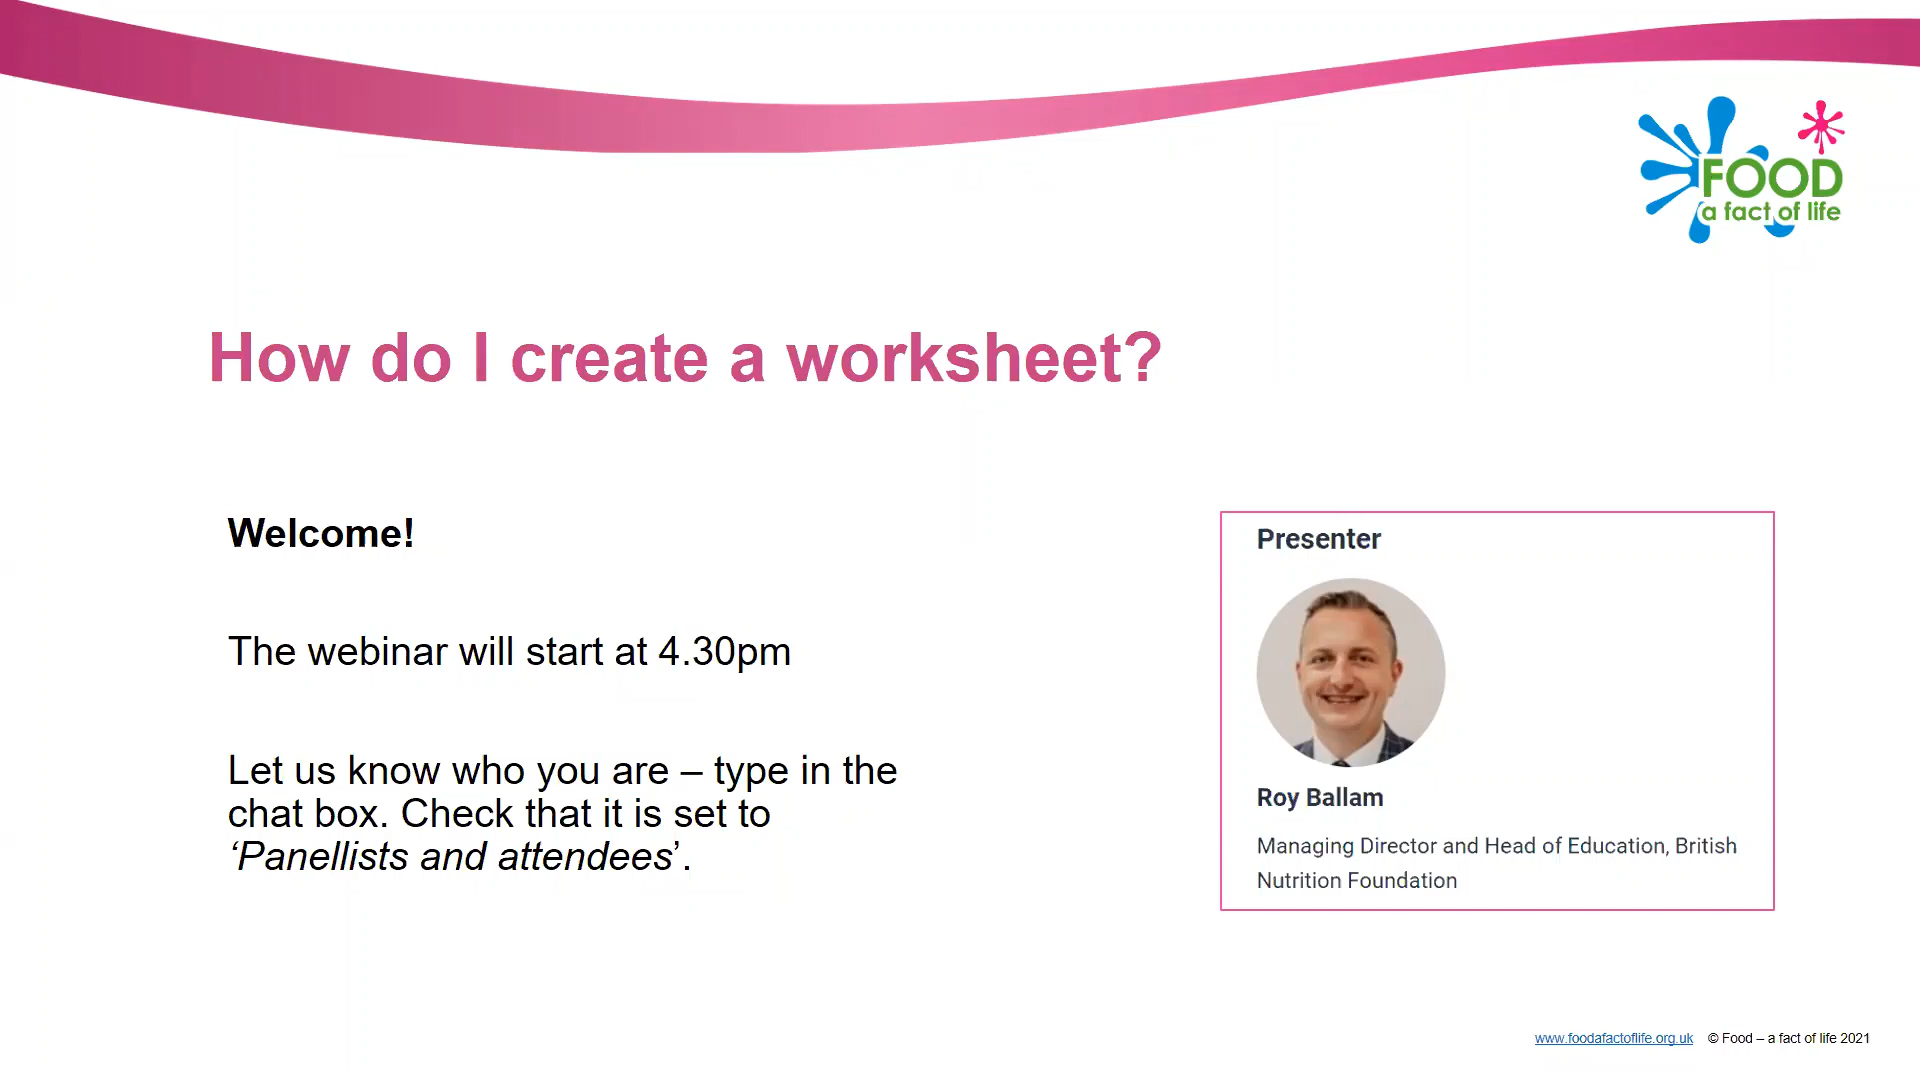 FOOD
a fact of life
How do I create a worksheet?
Welcome!
The webinar will start at 4.30pm
Let us know who you are – type in the
chat box. Check that it is set to
‘Panellists and attendees’.
Presenter
Roy Ballam
Managing Director and Head of Education, British
Nutrition Foundation
www.foodafactoflife.org.uk © Food – a fact of life 2021